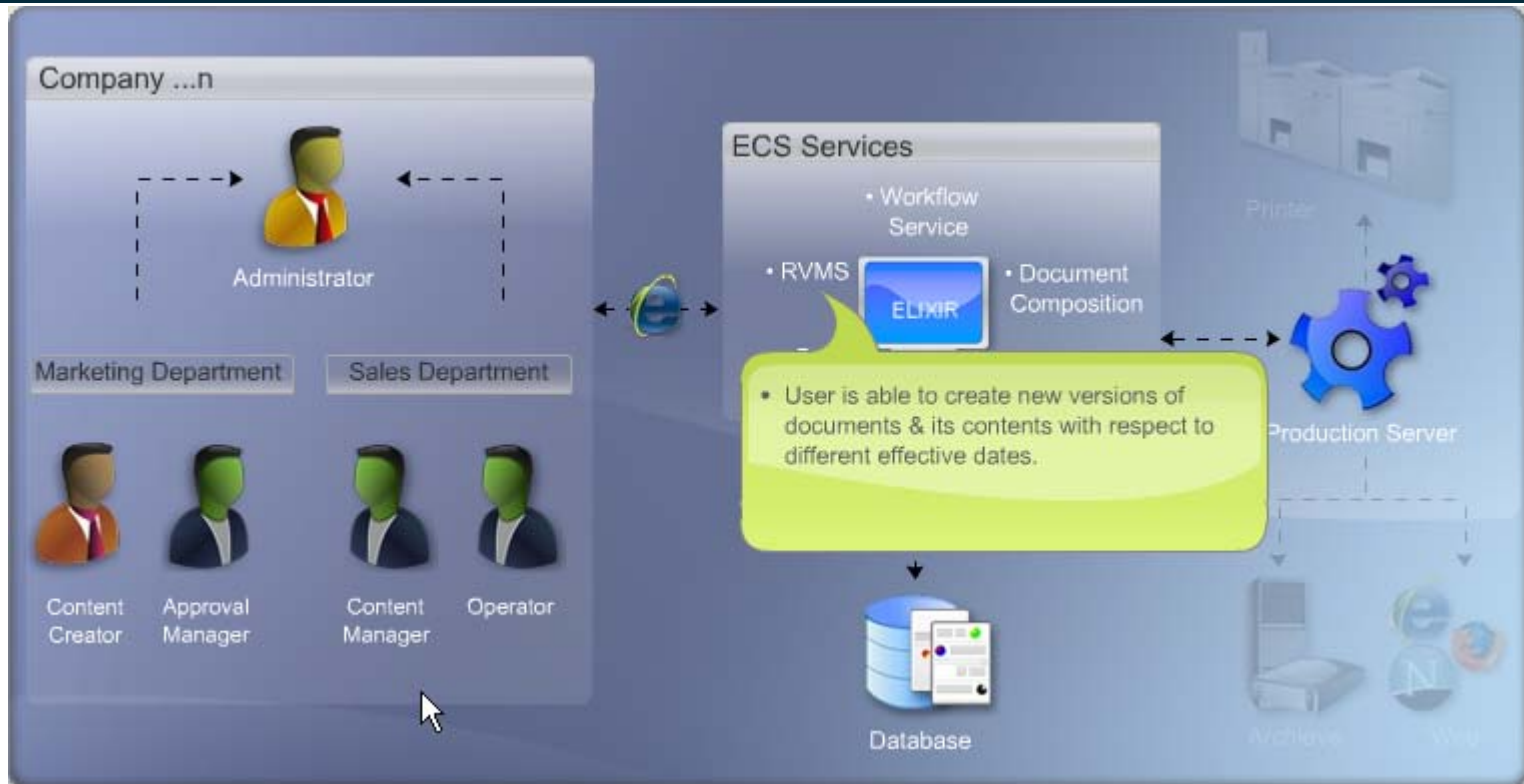 Company ...n
Administrator
Marketing Department
Sales Department
Content
Creator
Approval
Manager
Content
Manager
Operator
ECS Services
• Workflow
Service
• RVMS
ELIXIR
• Document
Composition
• User is able to create new versions of
documents & its contents with respect to
different effective dates.
Database
Printer
Production Server
Archieve
Web